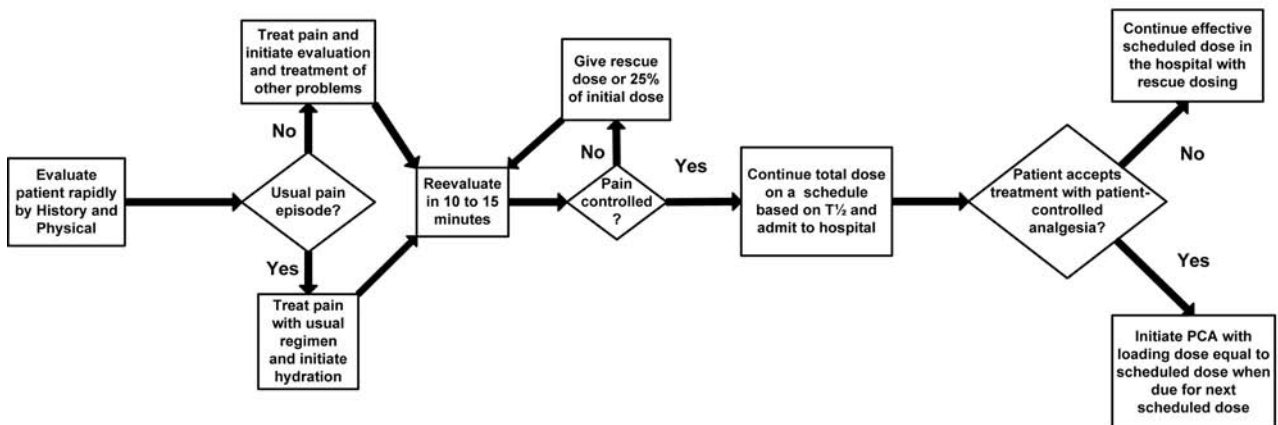 Evaluate
patient rapidly
by History and
Physical
Treat pain and
initiate evaluation
and treatment of
other problems
No
Usual pain
episode?
Yes
Treat pain
with usual
regimen
and initiate
hydration
Reevaluate
in 10 to 15
minutes
Give rescue
dose or 25%
of initial dose
No
Pain
controlled
?
Yes
Continue total dose
on a schedule
based on T½ and
admit to hospital
Patient accepts
treatment with patient-
controlled
analgesia?
Continue effective
scheduled dose in
the hospital with
rescue dosing
No
Yes
Initiate PCA with
loading dose equal to
scheduled dose when
due for next
scheduled dose